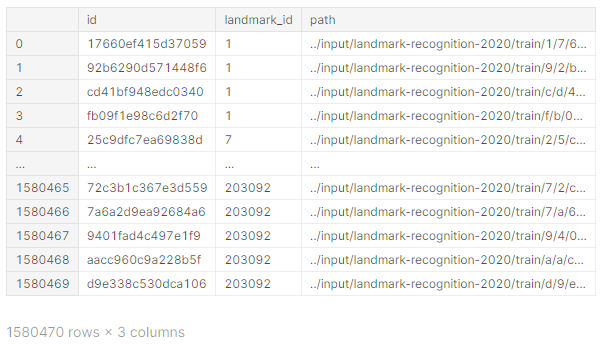 id landmark_id path
0 17660ef415d37059 1 ../input/landmark-recognition-2020/train/1/7/6...
1 92b6290d571448f6 1 ../input/landmark-recognition-2020/train/9/2/b...
2 cd41bf948edc0340 1 ../input/landmark-recognition-2020/train/c/d/4...
3 fb09f1e98c6d2f70 1 ../input/landmark-recognition-2020/train/f/b/0...
4 25c9dfc7ea69838d 7 ../input/landmark-recognition-2020/train/2/5/c...
... ... ... ...
1580465 72c3b1c367e3d559 203092 ../input/landmark-recognition-2020/train/7/2/c...
1580466 7a6a2d9ea92684a6 203092 ../input/landmark-recognition-2020/train/7/a/6...
1580467 9401fad4c497e1f9 203092 ../input/landmark-recognition-2020/train/9/4/0...
1580468 aacc960c9a228b5f 203092 ../input/landmark-recognition-2020/train/a/a/c...
1580469 d9e338c530dca106 203092 ../input/landmark-recognition-2020/train/d/9/e...
1580470 rows × 3 columns